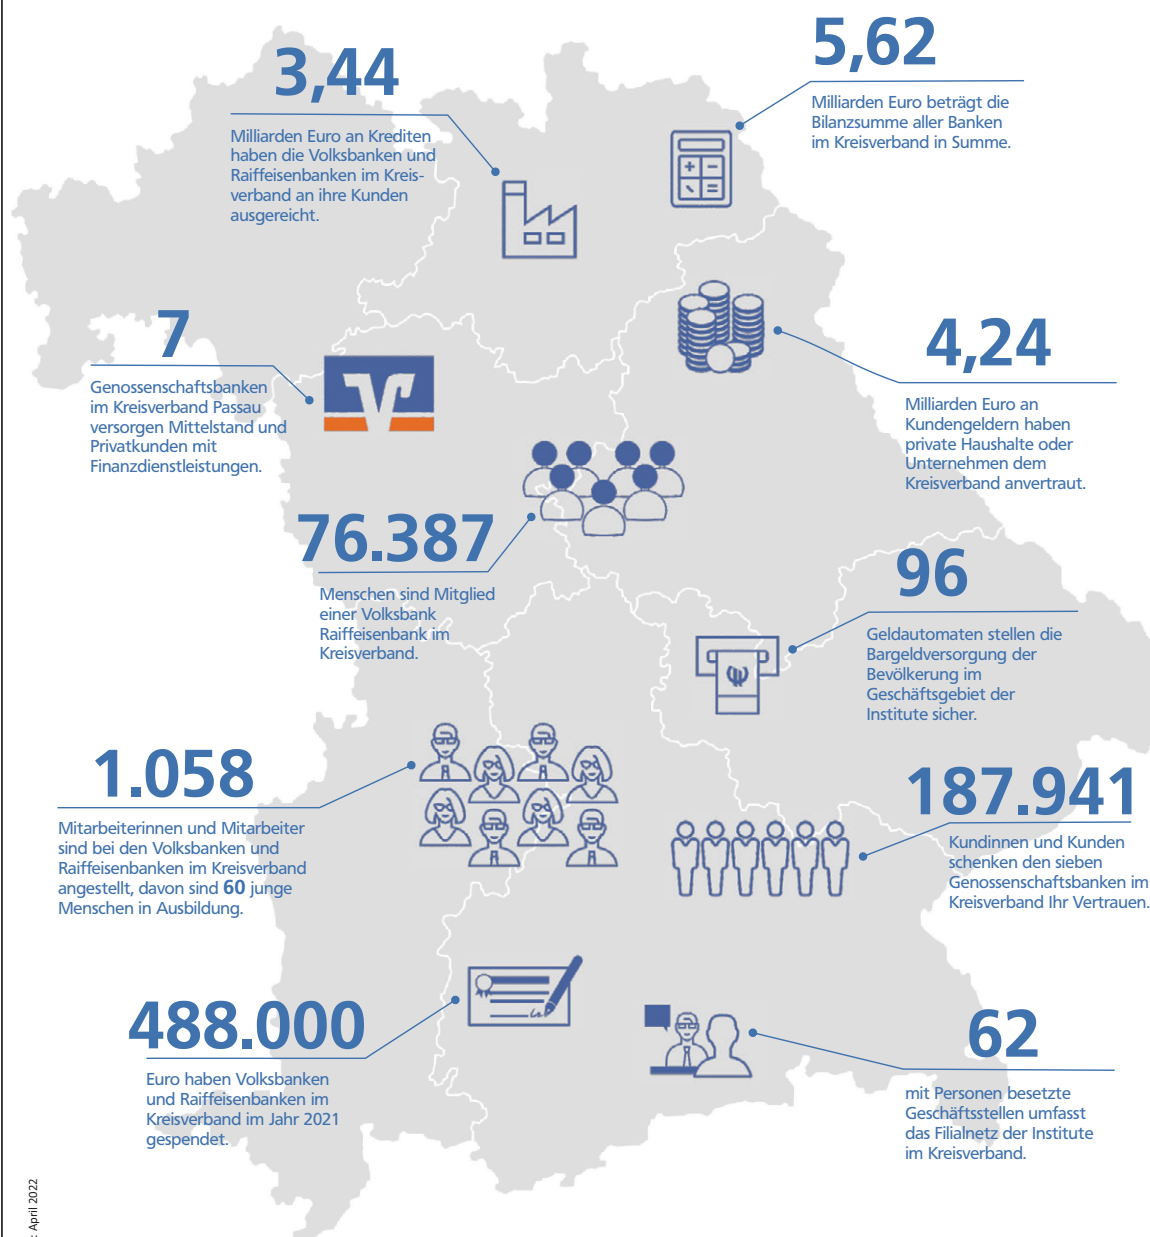 3,44
Milliarden Euro an Krediten
haben die Volksbanken und
Raiffeisenbanken im Kreis-
verband an ihre Kunden
ausgereicht.
5,62
Milliarden Euro beträgt die
Bilanzsumme aller Banken
im Kreisverband in Summe.
7
Genossenschaftsbanken
im Kreisverband Passau
versorgen Mittelstand und
Privatkunden mit
Finanzdienstleistungen.
4,24
Milliarden Euro an
Kundengeldern haben
private Haushalte oder
Unternehmen dem
Kreisverband anvertraut.
76.387
Menschen sind Mitglied
einer Volksbank
Raiffeisenbank im
Kreisverband.
96
Geldautomaten stellen die
Bargeldversorgung der
Bevölkerung im
Geschäftsgebiet der
Institute sicher.
1.058
Mitarbeiterinnen und Mitarbeiter
sind bei den Volksbanken und
Raiffeisenbanken im Kreisverband
angestellt, davon sind 60 junge
Menschen in Ausbildung.
187.941
Kundinnen und Kunden
schenken den sieben
Genossenschaftsbanken im
Kreisverband Ihr Vertrauen.
488.000
Euro haben Volksbanken
und Raiffeisenbanken im
Kreisverband im Jahr 2021
gespendet.
62
mit Personen besetzte
Geschäftsstellen umfasst
das Filialnetz der Institute
im Kreisverband.
: April 2022